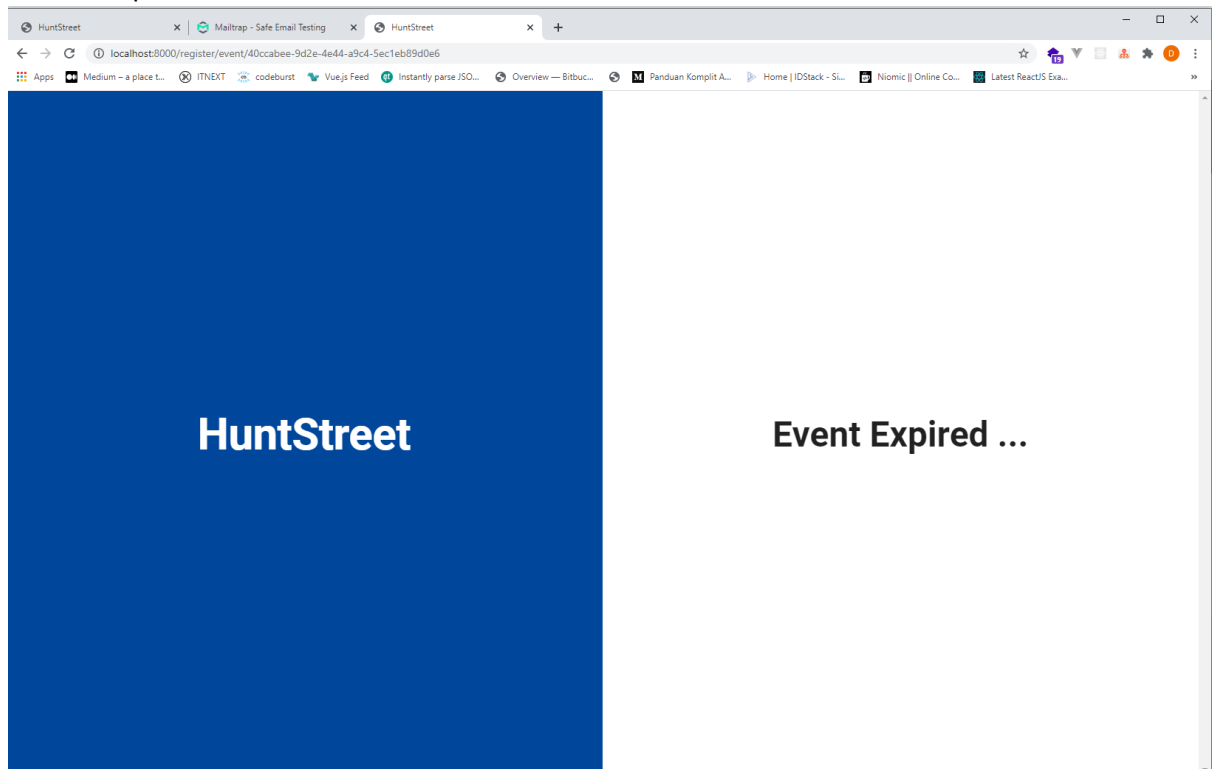 HuntStreet
Mailtrap - Safe Email Testing
HuntStreet
localhost:8000/register/event/40ccabee-9d2e-4e44-a9c4-5ec1eb89d0e6
19
D
Apps
Medium – a place t...
ITNEXT
codeburst
Vue.js Feed
Instantly parse JSO...
Overview — Bitbuc...
Panduan Komplit A...
Home | IDStack - Si...
Niomic || Online Co...
Latest ReactJS Exa...
HuntStreet
Event Expired ...